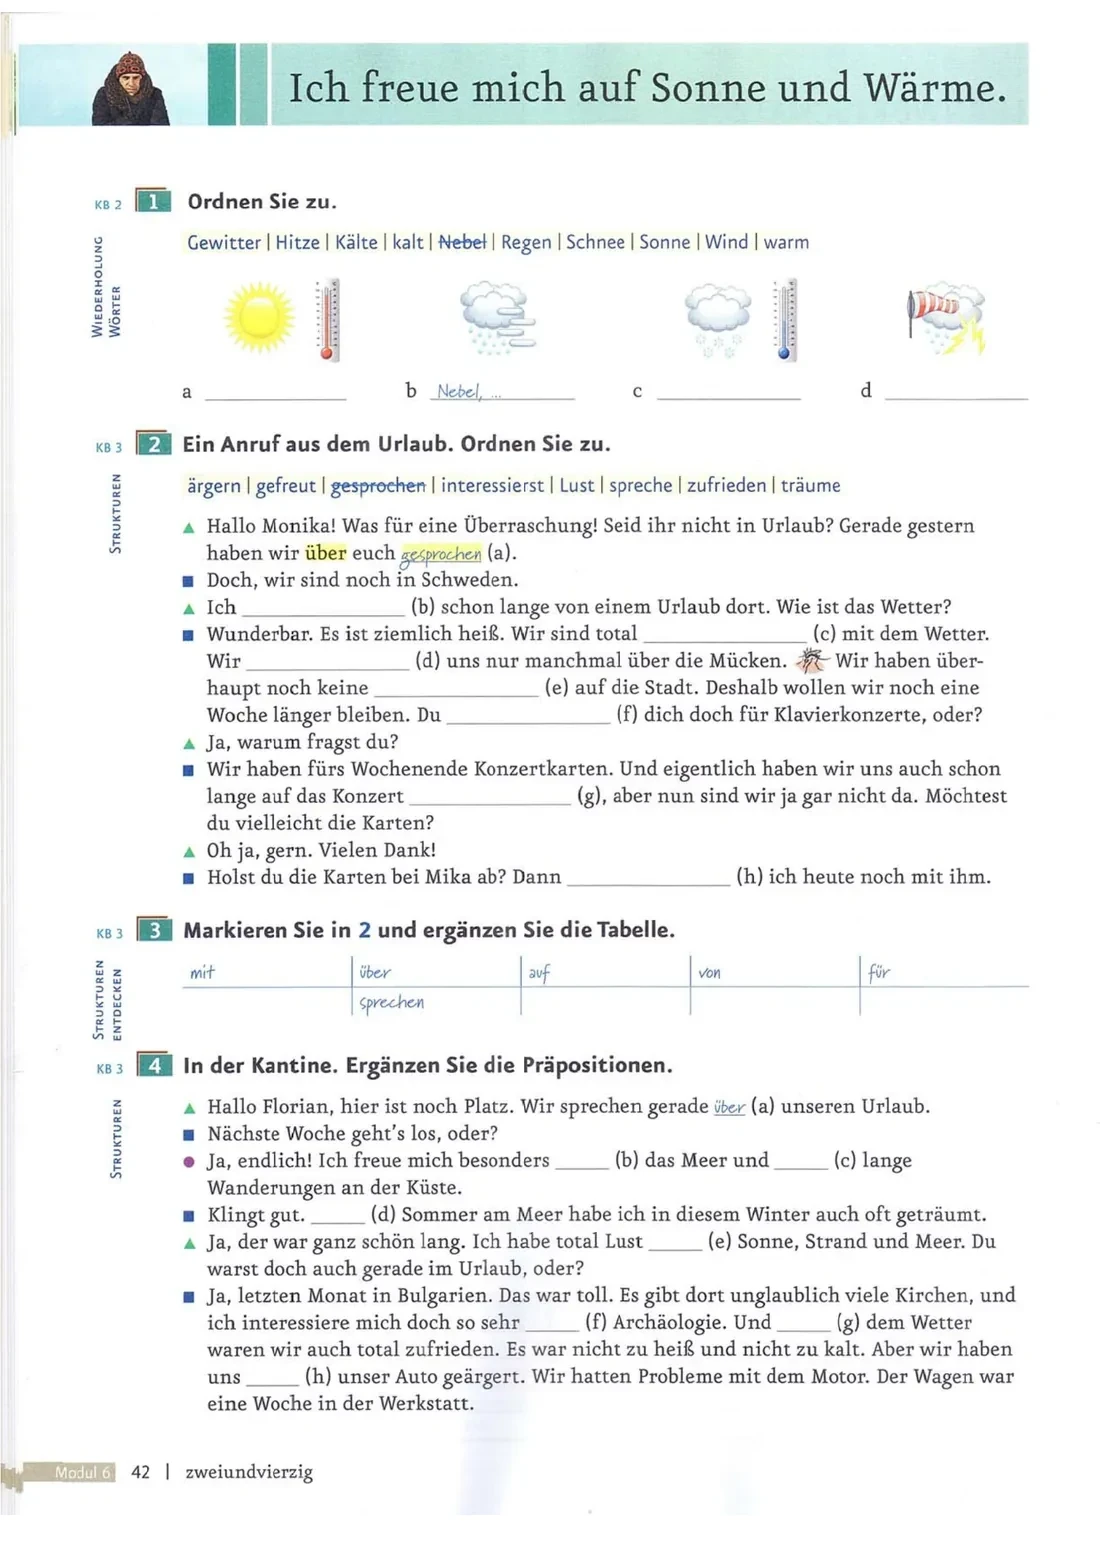 Ich freue mich auf Sonne und Wärme.
KB 2 1 Ordnen Sie zu.
WIEDERHOLUNG
WÖRTER
Gewitter | Hitze | Kälte | kalt | Nebel | Regen | Schnee | Sonne | Wind | warm
a ____ b Nebel, ... c ____ d ____
KB 3 2 Ein Anruf aus dem Urlaub. Ordnen Sie zu.
STRUKTUREN
ärgern | gefreut | gesprochen | interessierst | Lust | spreche | zufrieden | träume
▲ Hallo Monika! Was für eine Überraschung! Seid ihr nicht in Urlaub? Gerade gestern
haben wir über euch gesprochen (a).
■ Doch, wir sind noch in Schweden.
▲ Ich ____ (b) schon lange von einem Urlaub dort. Wie ist das Wetter?
■ Wunderbar. Es ist ziemlich heiß. Wir sind total ____ (c) mit dem Wetter.
Wir ____ (d) uns nur manchmal über die Mücken. Wir haben über-
haupt noch keine ____ (e) auf die Stadt. Deshalb wollen wir noch eine
Woche länger bleiben. Du ____ (f) dich doch für Klavierkonzerte, oder?
▲ Ja, warum fragst du?
■ Wir haben fürs Wochenende Konzertkarten. Und eigentlich haben wir uns auch schon
lange auf das Konzert ____ (g), aber nun sind wir ja gar nicht da. Möchtest
du vielleicht die Karten?
▲ Oh ja, gern. Vielen Dank!
■ Holst du die Karten bei Mika ab? Dann ____ (h) ich heute noch mit ihm.
KB 3 3 Markieren Sie in 2 und ergänzen Sie die Tabelle.
STRUKTUREN
ENTDECKEN
mit über auf von für
sprechen
KB 3 4 In der Kantine. Ergänzen Sie die Präpositionen.
STRUKTUREN
▲ Hallo Florian, hier ist noch Platz. Wir sprechen gerade über (a) unseren Urlaub.
■ Nächste Woche geht's los, oder?
● Ja, endlich! Ich freue mich besonders ____ (b) das Meer und ____ (c) lange
Wanderungen an der Küste.
■ Klingt gut. ____ (d) Sommer am Meer habe ich in diesem Winter auch oft geträumt.
▲ Ja, der war ganz schön lang. Ich habe total Lust ____ (e) Sonne, Strand und Meer. Du
warst doch auch gerade im Urlaub, oder?
■ Ja, letzten Monat in Bulgarien. Das war toll. Es gibt dort unglaublich viele Kirchen, und
ich interessiere mich doch so sehr ____ (f) Archäologie. Und ____ (g) dem Wetter
waren wir auch total zufrieden. Es war nicht zu heiß und nicht zu kalt. Aber wir haben
uns ____ (h) unser Auto geärgert. Wir hatten Probleme mit dem Motor. Der Wagen war
eine Woche in der Werkstatt.
Modul 6 42 | zweiundvierzig